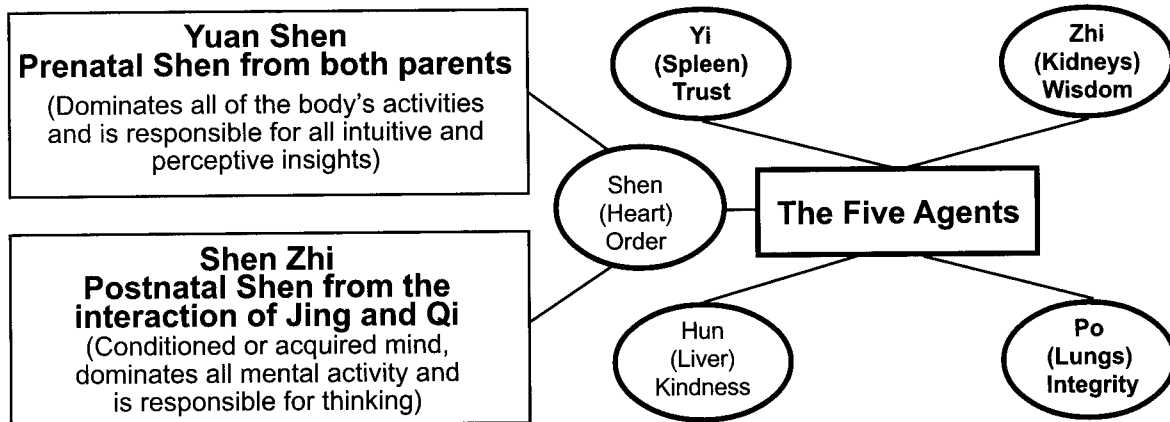 Yuan Shen
Prenatal Shen from both parents
(Dominates all of the body's activities
and is responsible for all intuitive and
perceptive insights)
Shen Zhi
Postnatal Shen from the
interaction of Jing and Qi
(Conditioned or acquired mind,
dominates all mental activity and
is responsible for thinking)
Shen
(Heart)
Order
Yi
(Spleen)
Trust
Zhi
(Kidneys)
Wisdom
The Five Agents
Hun
(Liver)
Kindness
Po
(Lungs)
Integrity